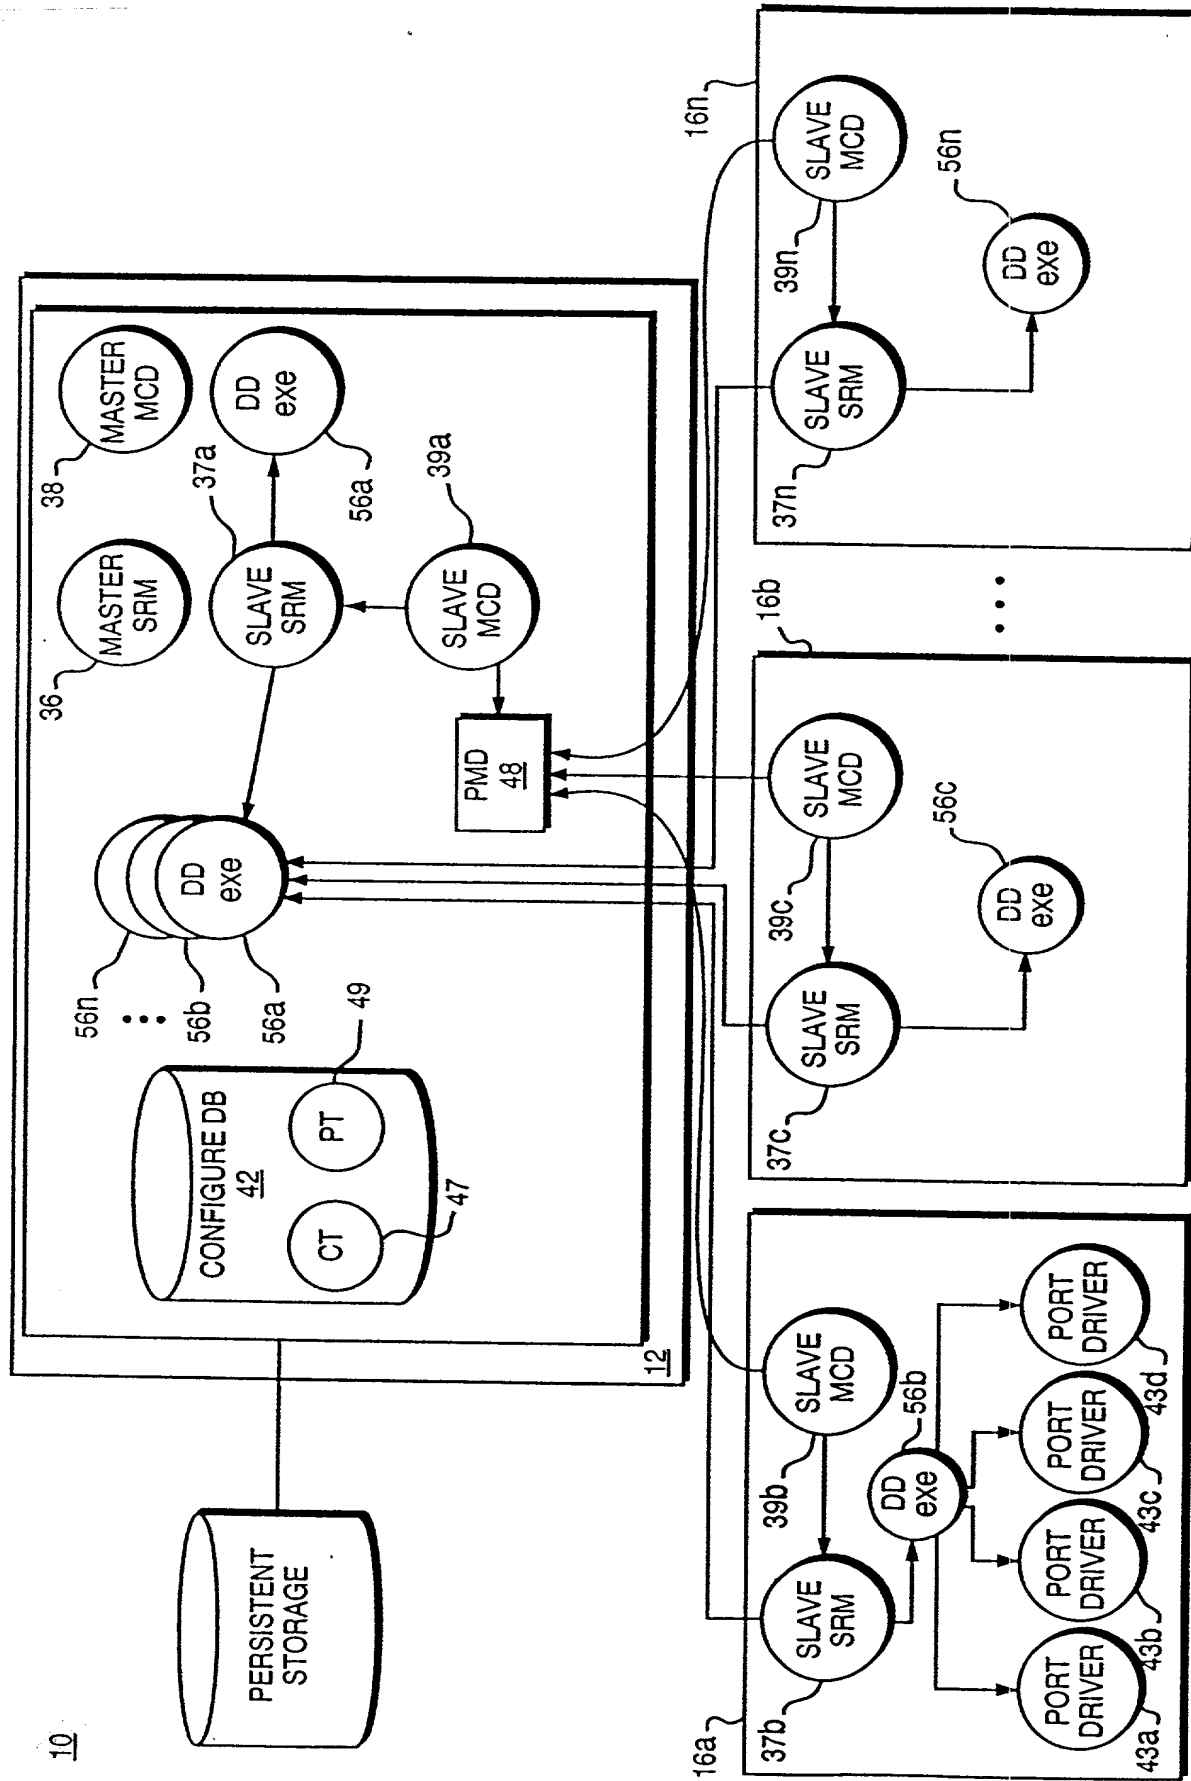 10
PERSISTENT
STORAGE
12
CONFIGURE DB
42
CT
PT
47
49
56n
56b
56a
DD
exe
36
MASTER
SRM
38
MASTER
MCD
37a
SLAVE
SRM
DD
exe
56a
39a
SLAVE
MCD
PMD
48
16a
37b
SLAVE
SRM
39b
SLAVE
MCD
56b
DD
exe
PORT
DRIVER
43a
PORT
DRIVER
43b
PORT
DRIVER
43c
PORT
DRIVER
43d
16b
37c
SLAVE
SRM
39c
SLAVE
MCD
56c
DD
exe
16n
37n
SLAVE
SRM
39n
SLAVE
MCD
56n
DD
exe